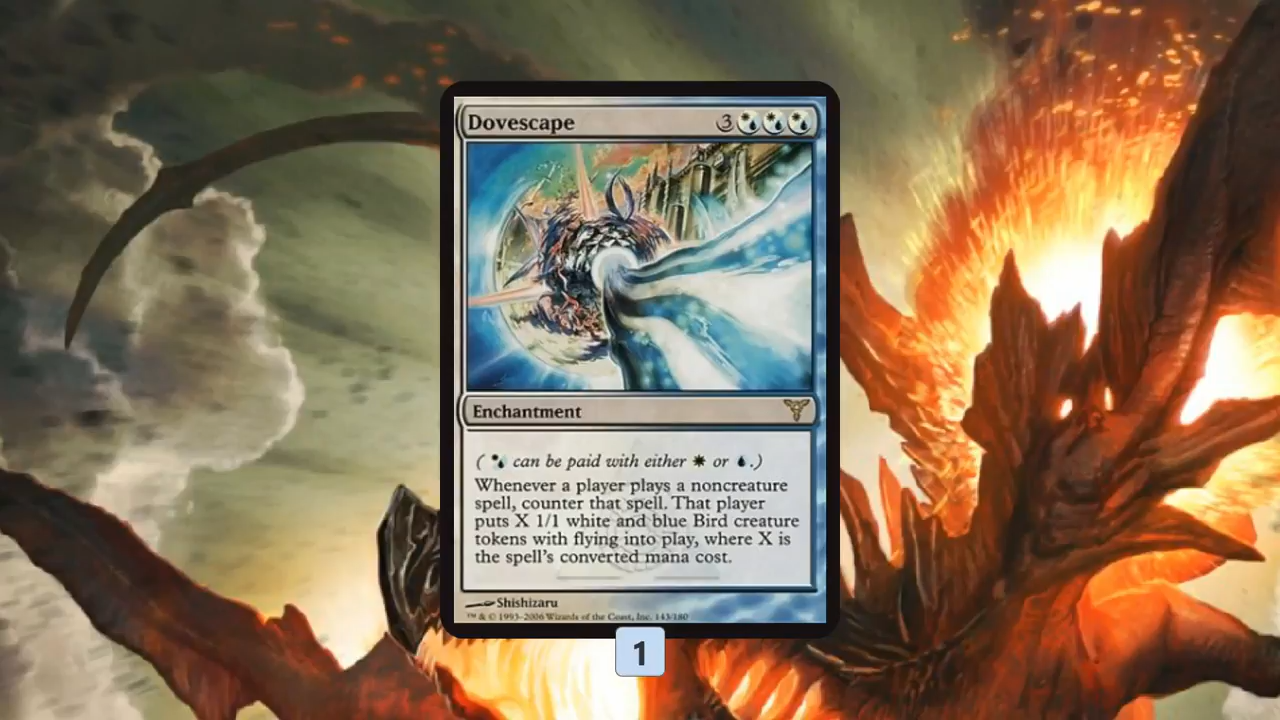 Dovescape 3
Enchantment
( can be paid with either or .)
Whenever a player plays a noncreature
spell, counter that spell. That player
puts X 1/1 white and blue Bird creature
tokens with flying into play, where X is
the spell's converted mana cost.
Shishizaru
™ & © 1993–2006 Wizards of the Coast, Inc. 143/180
1